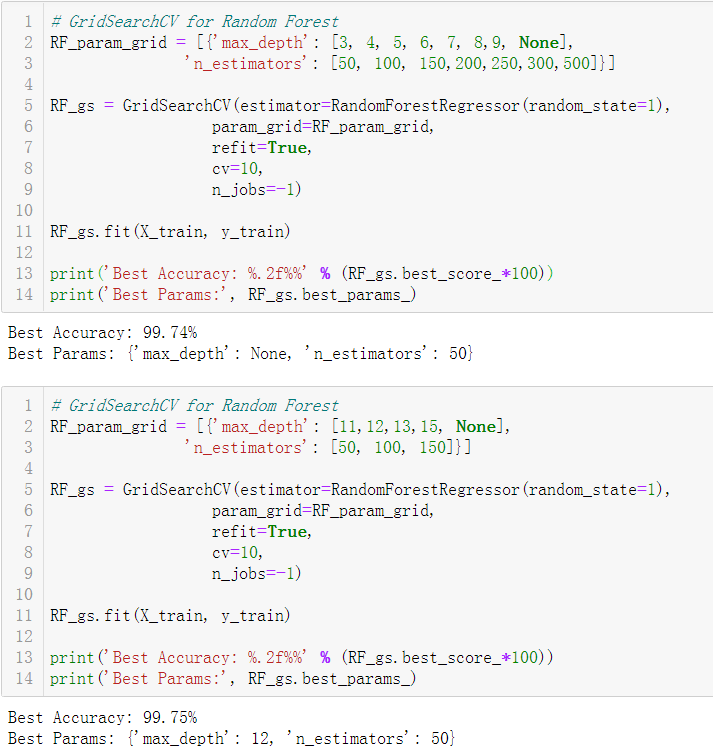 1 # GridSearchCV for Random Forest
2 RF_param_grid = [{'max_depth': [3, 4, 5, 6, 7, 8,9, None],
3 'n_estimators': [50, 100, 150,200,250,300,500]}]
4
5 RF_gs = GridSearchCV(estimator=RandomForestRegressor(random_state=1),
6 param_grid=RF_param_grid,
7 refit=True,
8 cv=10,
9 n_jobs=-1)
10
11 RF_gs.fit(X_train, y_train)
12
13 print('Best Accuracy: %.2f%%' % (RF_gs.best_score_*100))
14 print('Best Params:', RF_gs.best_params_)
Best Accuracy: 99.74%
Best Params: {'max_depth': None, 'n_estimators': 50}
1 # GridSearchCV for Random Forest
2 RF_param_grid = [{'max_depth': [11,12,13,15, None],
3 'n_estimators': [50, 100, 150]}]
4
5 RF_gs = GridSearchCV(estimator=RandomForestRegressor(random_state=1),
6 param_grid=RF_param_grid,
7 refit=True,
8 cv=10,
9 n_jobs=-1)
10
11 RF_gs.fit(X_train, y_train)
12
13 print('Best Accuracy: %.2f%%' % (RF_gs.best_score_*100))
14 print('Best Params:', RF_gs.best_params_)
Best Accuracy: 99.75%
Best Params: {'max_depth': 12, 'n_estimators': 50}